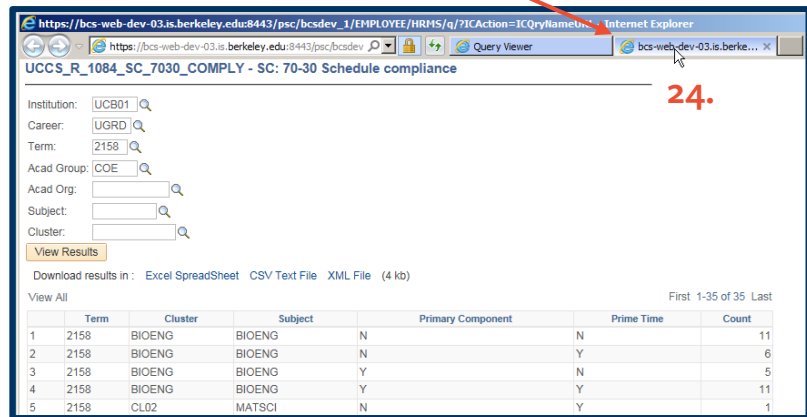 https://bcs-web-dev-03.is.berkeley.edu:8443/psc/bcsdev_1/EMPLOYEE/HRMS/q/?ICAction=ICQryNameURL - Internet Explorer
https://bcs-web-dev-03.is.berkeley.edu:8443/psc/bcsdev Query Viewer bcs-web-dev-03.is.berke...
UCCS_R_1084_SC_7030_COMPLY - SC: 70-30 Schedule compliance
24.
Institution: UCB01
Career: UGRD
Term: 2158
Acad Group: COE
Acad Org:
Subject:
Cluster:
View Results
Download results in : Excel SpreadSheet CSV Text File XML File (4 kb)
View All First 1-35 of 35 Last
Term Cluster Subject Primary Component Prime Time Count
1 2158 BIOENG BIOENG N N 11
2 2158 BIOENG BIOENG N Y 6
3 2158 BIOENG BIOENG Y N 5
4 2158 BIOENG BIOENG Y Y 11
5 2158 CL02 MATSCI N Y 1